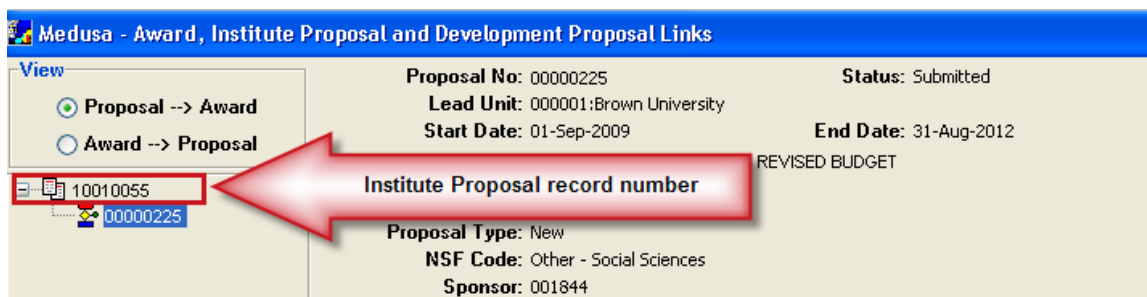 Medusa - Award, Institute Proposal and Development Proposal Links
View
Proposal --> Award
Award --> Proposal
10010055
00000225
Proposal No: 00000225 Status: Submitted
Lead Unit: 000001:Brown University
Start Date: 01-Sep-2009 End Date: 31-Aug-2012
REVISED BUDGET
Institute Proposal record number
Proposal Type: New
NSF Code: Other - Social Sciences
Sponsor: 001844